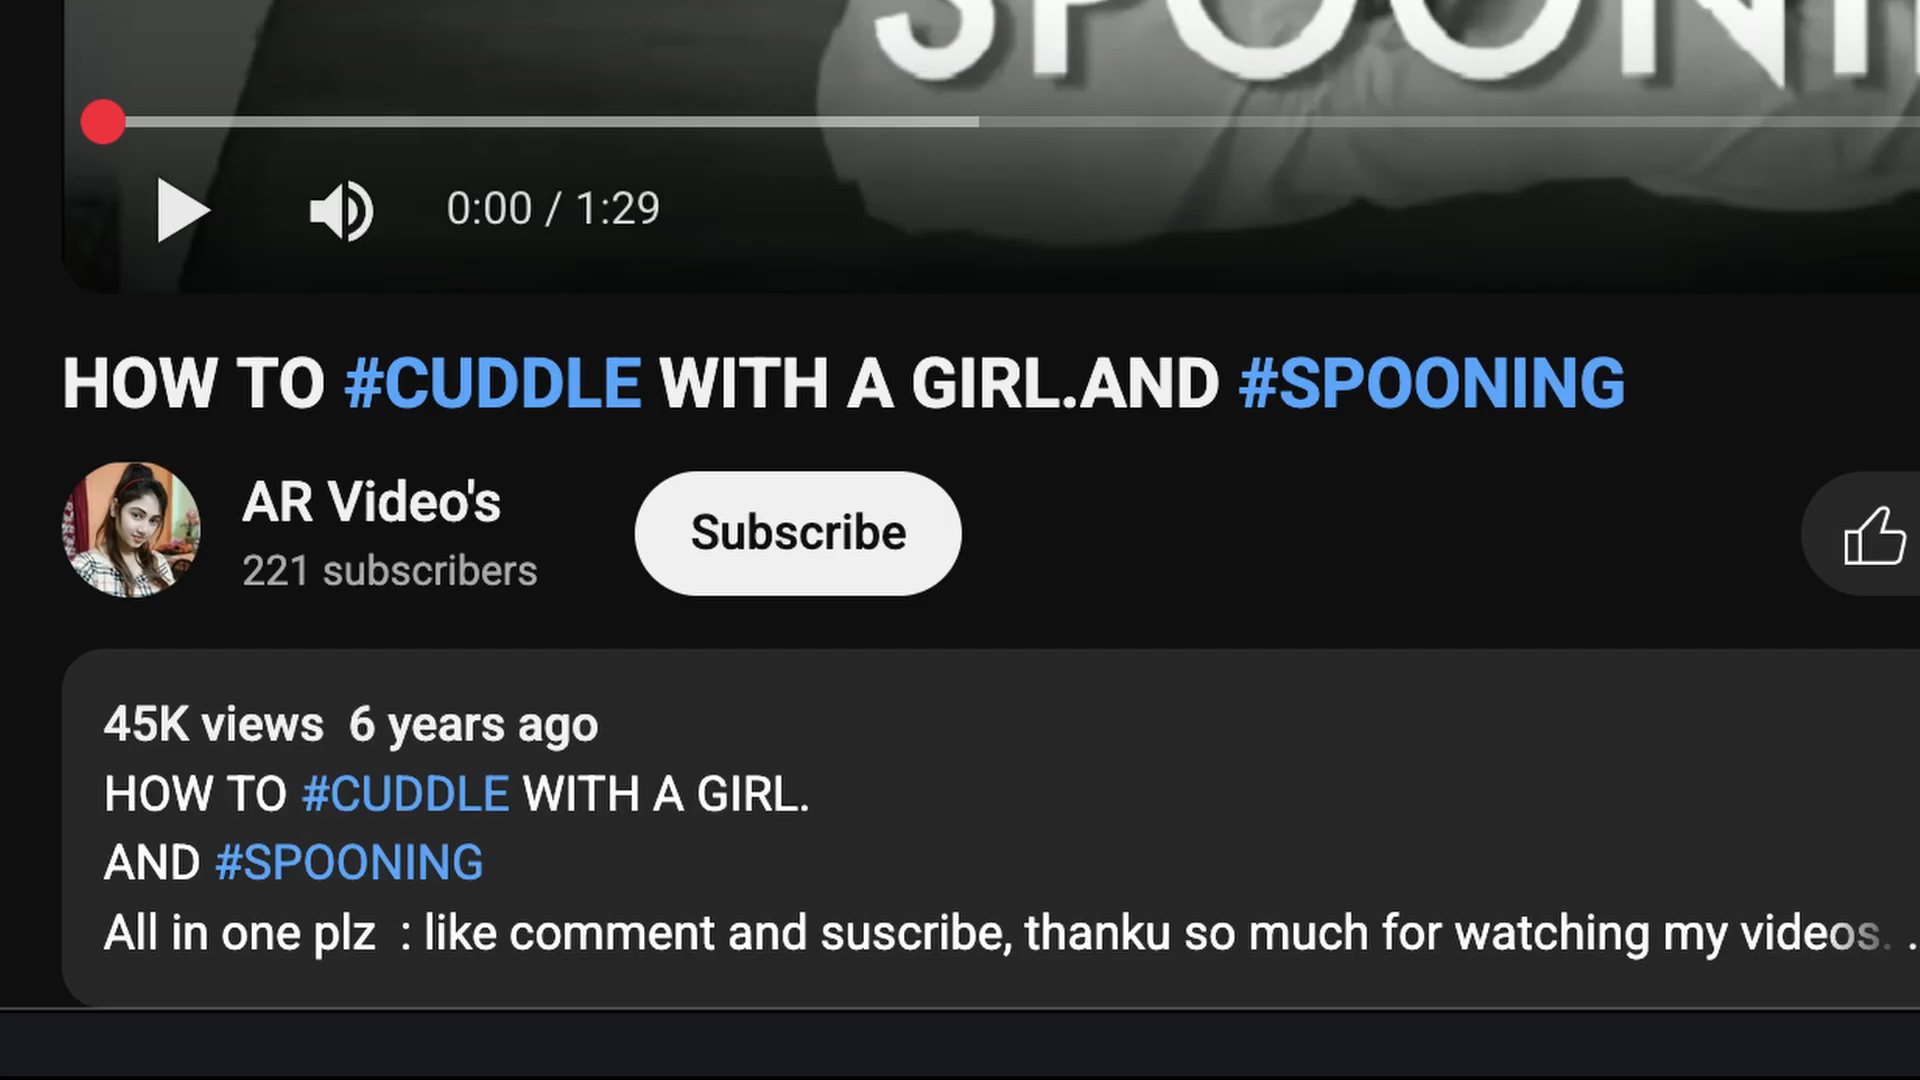 SPOONI
0:00 / 1:29
HOW TO #CUDDLE WITH A GIRL.AND #SPOONING
AR Video's
221 subscribers
Subscribe
45K views 6 years ago
HOW TO #CUDDLE WITH A GIRL.
AND #SPOONING
All in one plz : like comment and suscribe, thanku so much for watching my videos. .